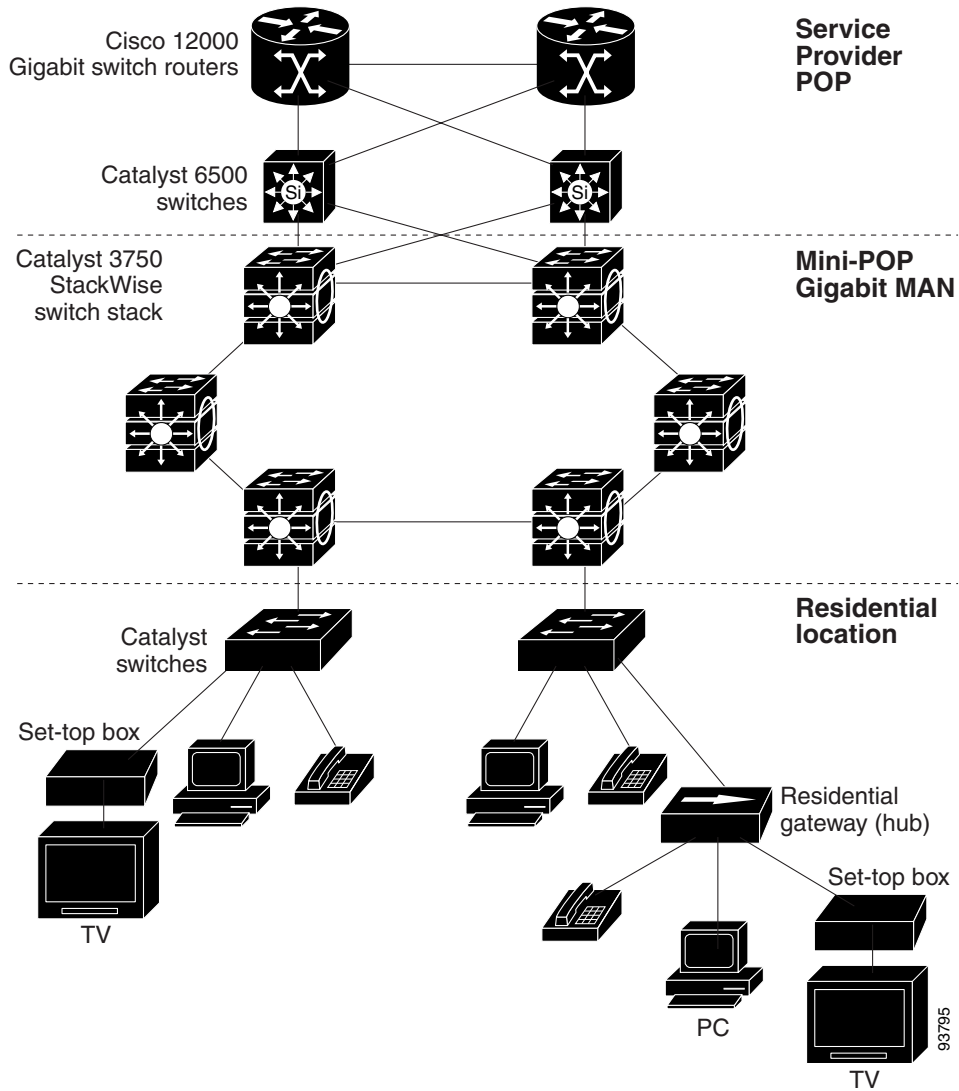 Cisco 12000
Gigabit switch routers
Service
Provider
POP
Catalyst 6500
switches
Si
Si
Catalyst 3750
StackWise
switch stack
Mini-POP
Gigabit MAN
Residential
location
Catalyst
switches
Set-top box
TV
Residential
gateway (hub)
Set-top box
PC
TV
93795